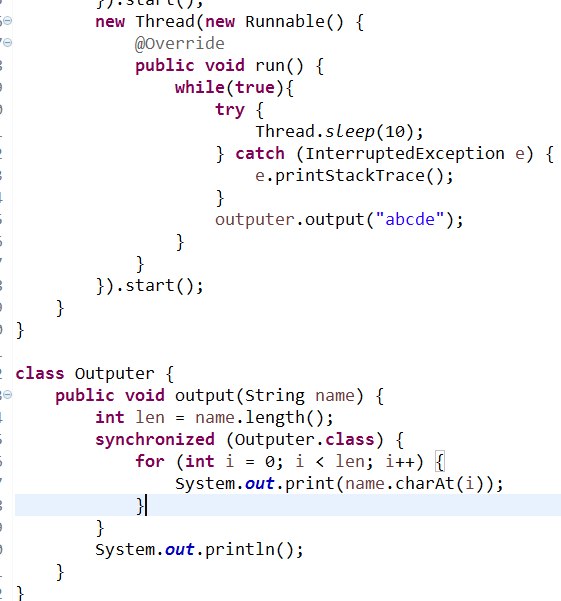 }).start();
new Thread(new Runnable() {
@Override
public void run() {
while(true){
try {
Thread.sleep(10);
} catch (InterruptedException e) {
e.printStackTrace();
}
outputer.output("abcde");
}
}
}).start();
}
}
class Outputer {
public void output(String name) {
int len = name.length();
synchronized (Outputer.class) {
for (int i = 0; i < len; i++) {
System.out.print(name.charAt(i));
}
}
System.out.println();
}
}